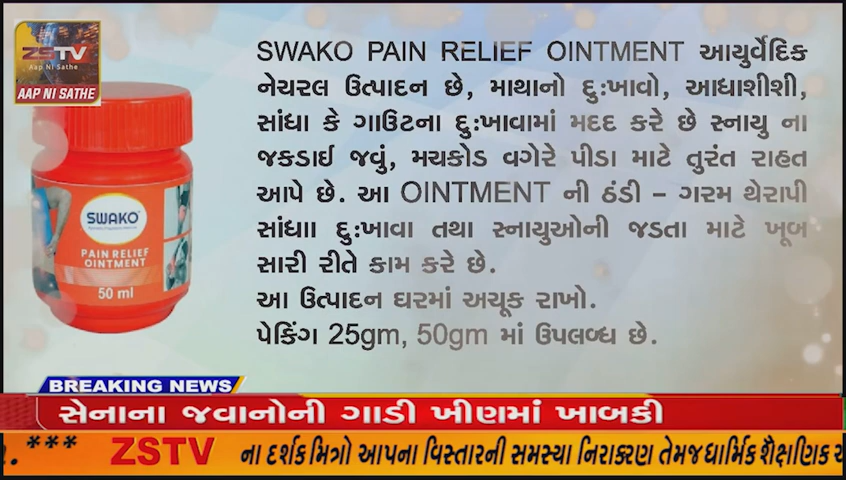 ZSTV
Aap Ni Sathe
AAP NI SATHE
SWAKO PAIN RELIEF OINTMENT આયુર્વેદિક
નેચરલ ઉત્પાદન છે, માથાનો દુઃખાવો, આધાશીશી,
સાંધા કે ગાઉટના દુઃખાવામાં મદદ કરે છે સ્નાયુ ના
જકડાઈ જવું, મચકોડ વગેરે પીડા માટે તુરંત રાહત
આપે છે. આ OINTMENT ની ઠંડી – ગરમ થેરાપી
સાંધાા દુઃખાવા તથા સ્નાયુઓની જડતા માટે ખૂબ
સારી રીતે કામ કરે છે.
આ ઉત્પાદન ઘરમાં અચૂક રાખો.
પેકિંગ 25gm, 50gm માં ઉપલબ્ધ છે.
SWAKO
PAIN RELIEF
OINTMENT
50 ml
BREAKING NEWS
સેનાના જવાનોની ગાડી ખીણમાં ખાબકી
. *** ZSTV ના દર્શક મિત્રો આપના વિસ્તારની સમસ્યા નિરાકરણ તેમજ ધાર્મિક શૈક્ષણિક